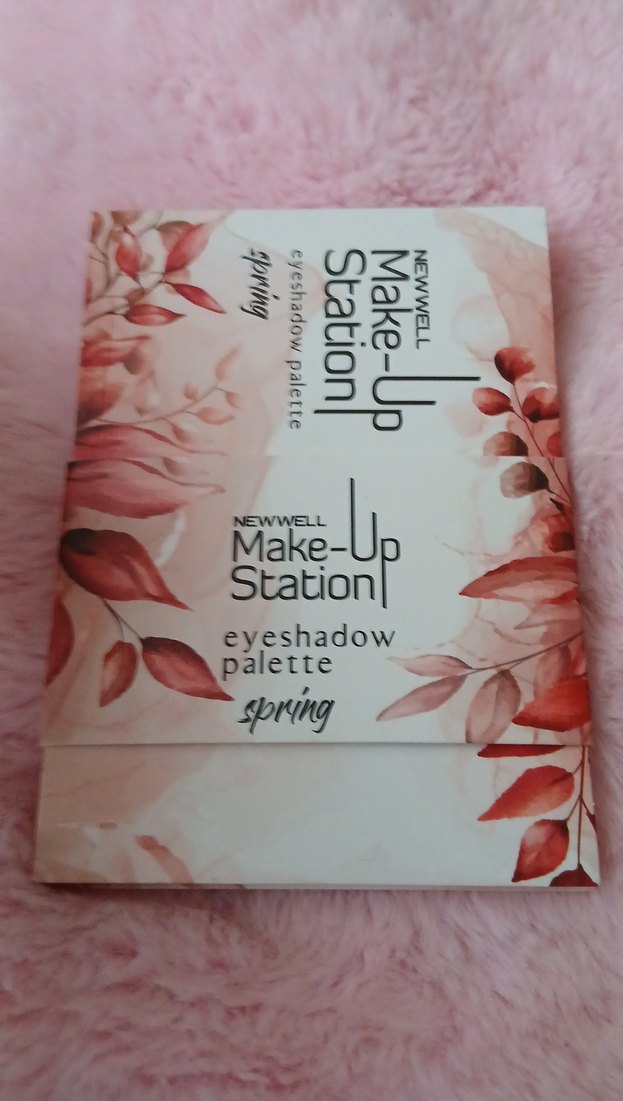 NEWWELL
Make-Up
Station
eyeshadow palette
spring
NEWWELL
Make-Up
Station
eyeshadow
palette
spring